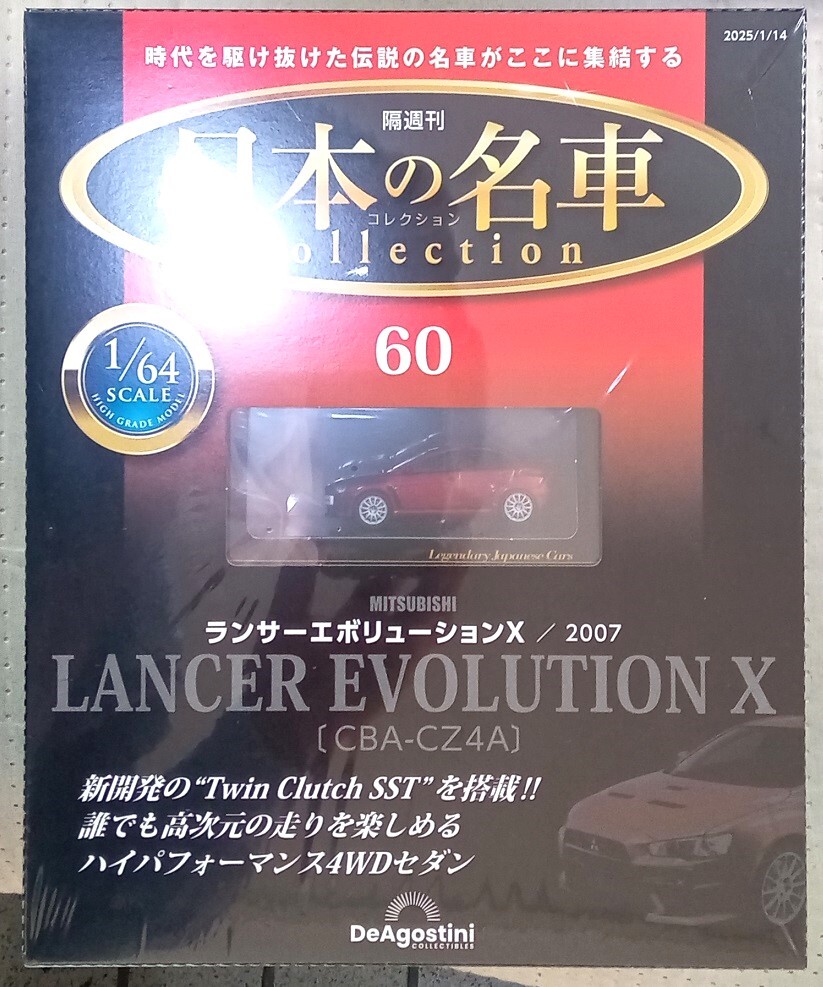 2025/1/14
時代を駆け抜けた伝説の名車がここに集結する
隔週刊
日本の名車
コレクション
ollection
60
1/64
SCALE
HIGH GRADE MODEL
Legendary Japanese Cars
MITSUBISHI
ランサーエボリューションX / 2007
LANCER EVOLUTION X
〔CBA-CZ4A〕
新開発の“Twin Clutch SST”を搭載!!
誰でも高次元の走りを楽しめる
ハイパフォーマンス4WDセダン
DeAgostini
COLLECTIBLES